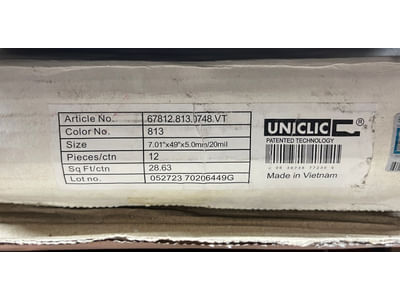 Article No. 67812.813.0748.VT
Color No. 813
Size 7.01"x49"x5.0mm/20mil
Pieces/ctn 12
Sq Ft/ctn 28.63
Lot no. 052723 70206449G
UNICLIC ®
PATENTED TECHNOLOGY
Made in Vietnam